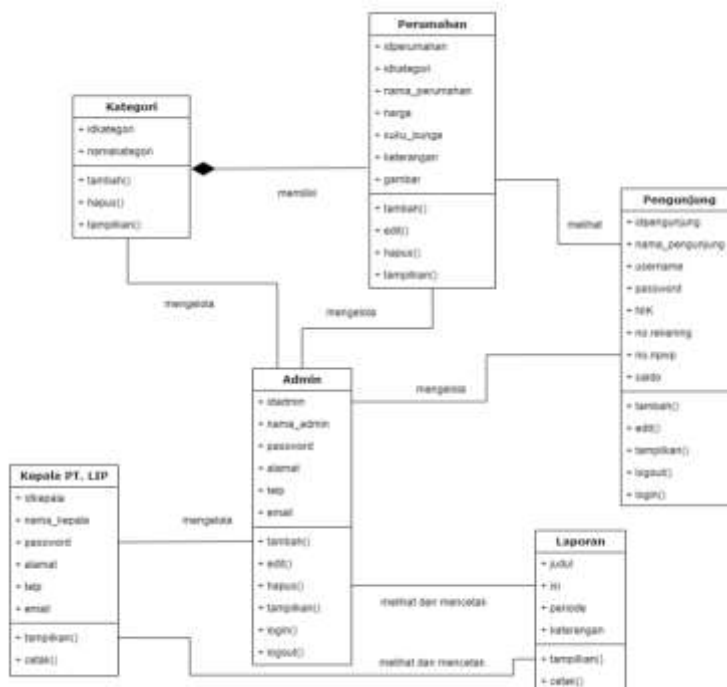 Perumahan
+ idperumahan
+ idkategori
+ nama_perumahan
+ harga
+ suku_bunga
+ keterangan
+ gambar
+ tambah()
+ edit()
+ hapus()
+ tampilkan()
Kategori
+ idkategori
+ namakategori
+ tambah()
+ hapus()
+ tampilkan()
memiliki
melihat
Pengunjung
+ idpengunjung
+ nama_pengunjung
+ username
+ password
+ NIK
+ no.rekening
+ no.npwp
+ saldo
+ tambah()
+ edit()
+ tampilkan()
+ logout()
+ login()
mengelola
mengelola
mengelola
Admin
+ idadmin
+ nama_admin
+ password
+ alamat
+ telp
+ email
+ tambah()
+ edit()
+ hapus()
+ tampilkan()
+ login()
+ logout()
Kepala PT. LIP
+ idkepala
+ nama_kepala
+ password
+ alamat
+ telp
+ email
+ tampilkan()
+ cetak()
mengelola
Laporan
+ judul
+ isi
+ periode
+ keterangan
+ tampilkan()
+ cetak()
melihat dan mencetak
melihat dan mencetak